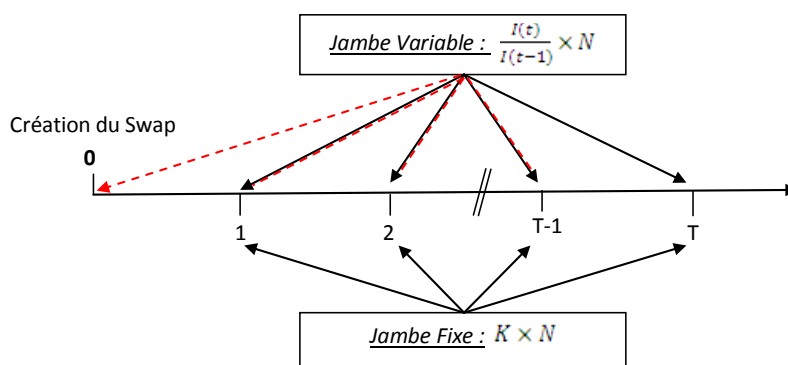 Jambe Variable : I(t)/I(t−1) × N
Création du Swap
0
1
2
T-1
T
Jambe Fixe : K × N